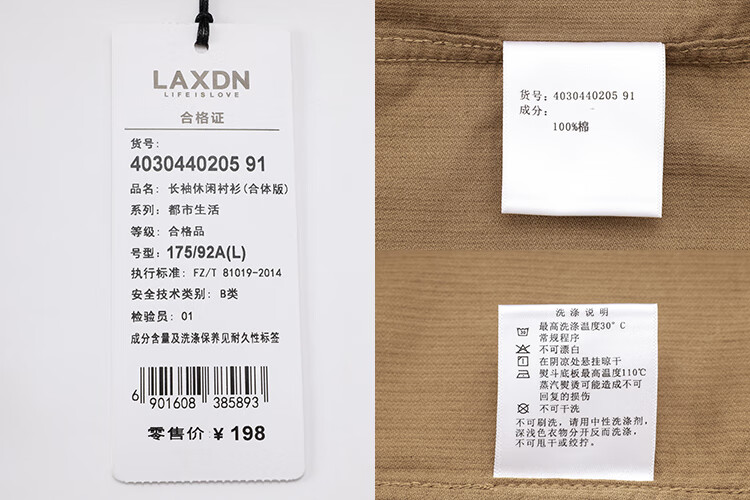 LAXDN
LIFE IS LOVE
合格证
货号:
4030440205 91
品名: 长袖休闲衬衫(合体版)
系列: 都市生活
等级: 合格品
号型: 175/92A(L)
执行标准: FZ/T 81019-2014
安全技术类别: B类
检验员: 01
成分含量及洗涤保养见耐久性标签
6 901608 385893
零售价 ¥ 198
货号: 4030440205 91
成分:
100%棉
洗涤说明
最高洗涤温度30°C
常规程序
不可漂白
在阴凉处悬挂晾干
熨斗底板最高温度110℃
蒸汽熨烫可能造成不可
回复的损伤
不可干洗
不可刷洗, 请用中性洗涤剂,
深浅色衣物分开反而洗涤,
不可甩干或绞拧。